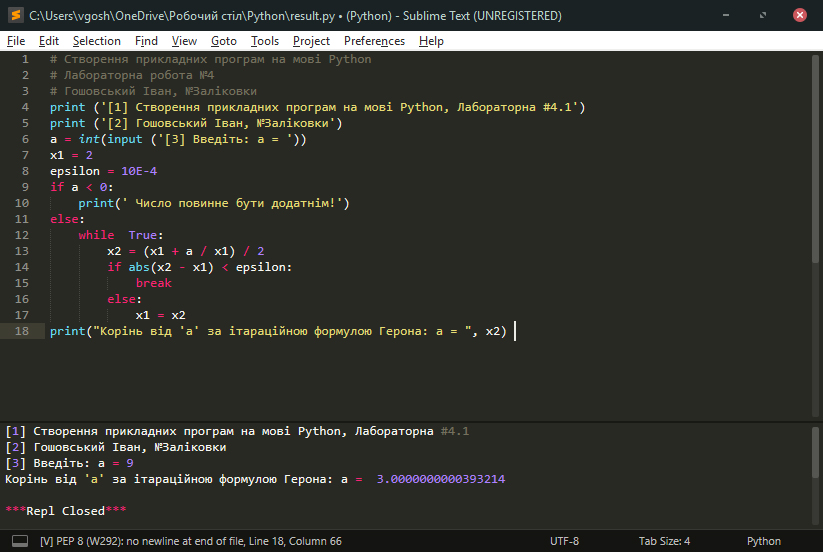 C:\Users\vgosh\OneDrive\Робочий стіл\Python\result.py • (Python) - Sublime Text (UNREGISTERED)
File Edit Selection Find View Goto Tools Project Preferences Help
1 # Створення прикладних програм на мові Python
2 # Лабораторна робота №4
3 # Гошовський Іван, №Заліковки
4 print ('[1] Створення прикладних програм на мові Python, Лабораторна #4.1')
5 print ('[2] Гошовський Іван, №Заліковки')
6 a = int(input ('[3] Введіть: a = '))
7 x1 = 2
8 epsilon = 10E-4
9 if a < 0:
10     print(' Число повинне бути додатнім!')
11 else:
12     while  True:
13         x2 = (x1 + a / x1) / 2
14         if abs(x2 - x1) < epsilon:
15             break
16         else:
17             x1 = x2
18 print("Корінь від 'a' за ітараційною формулою Герона: a = ", x2)
[1] Створення прикладних програм на мові Python, Лабораторна #4.1
[2] Гошовський Іван, №Заліковки
[3] Введіть: a = 9
Корінь від 'a' за ітараційною формулою Герона: a =  3.0000000000393214
***Repl Closed***
[V] PEP 8 (W292): no newline at end of file, Line 18, Column 66 UTF-8 Tab Size: 4 Python